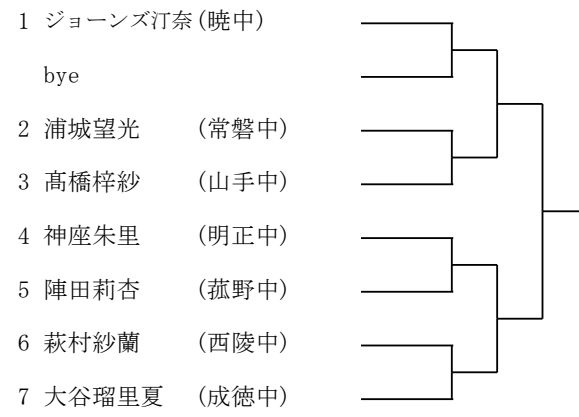 1 ジョーンズ汀奈(暁中)
bye
2 浦城望光 (常磐中)
3 髙橋梓紗 (山手中)
4 神座朱里 (明正中)
5 陣田莉杏 (菰野中)
6 萩村紗蘭 (西陵中)
7 大谷瑠里夏 (成徳中)